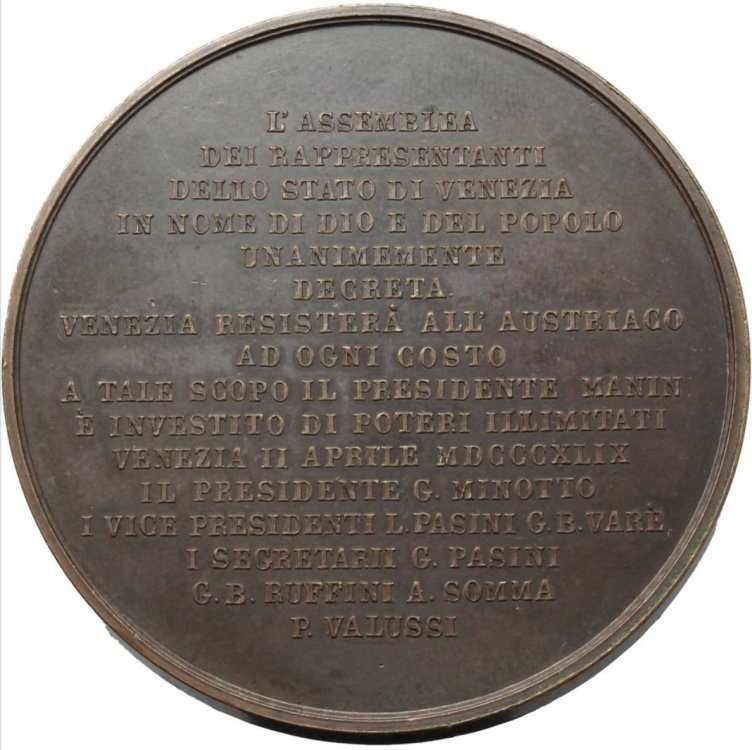 L'ASSEMBLEA
DEI RAPPRESENTANTI
DELLO STATO DI VENEZIA
IN NOME DI DIO E DEL POPOLO
UNANIMEMENTE
DECRETA
VENEZIA RESISTERÀ ALL'AUSTRIACO
AD OGNI COSTO
A TALE SCOPO IL PRESIDENTE MANIN
È INVESTITO DI POTERI ILLIMITATI
VENEZIA II APRILE MDCCCXLIX
IL PRESIDENTE G. MINOTTO
I VICE PRESIDENTI L. PASINI G. B. VARÈ
I SEGRETARII G. PASINI
G. B. RUFFINI A. SOMMA
P. VALUSSI